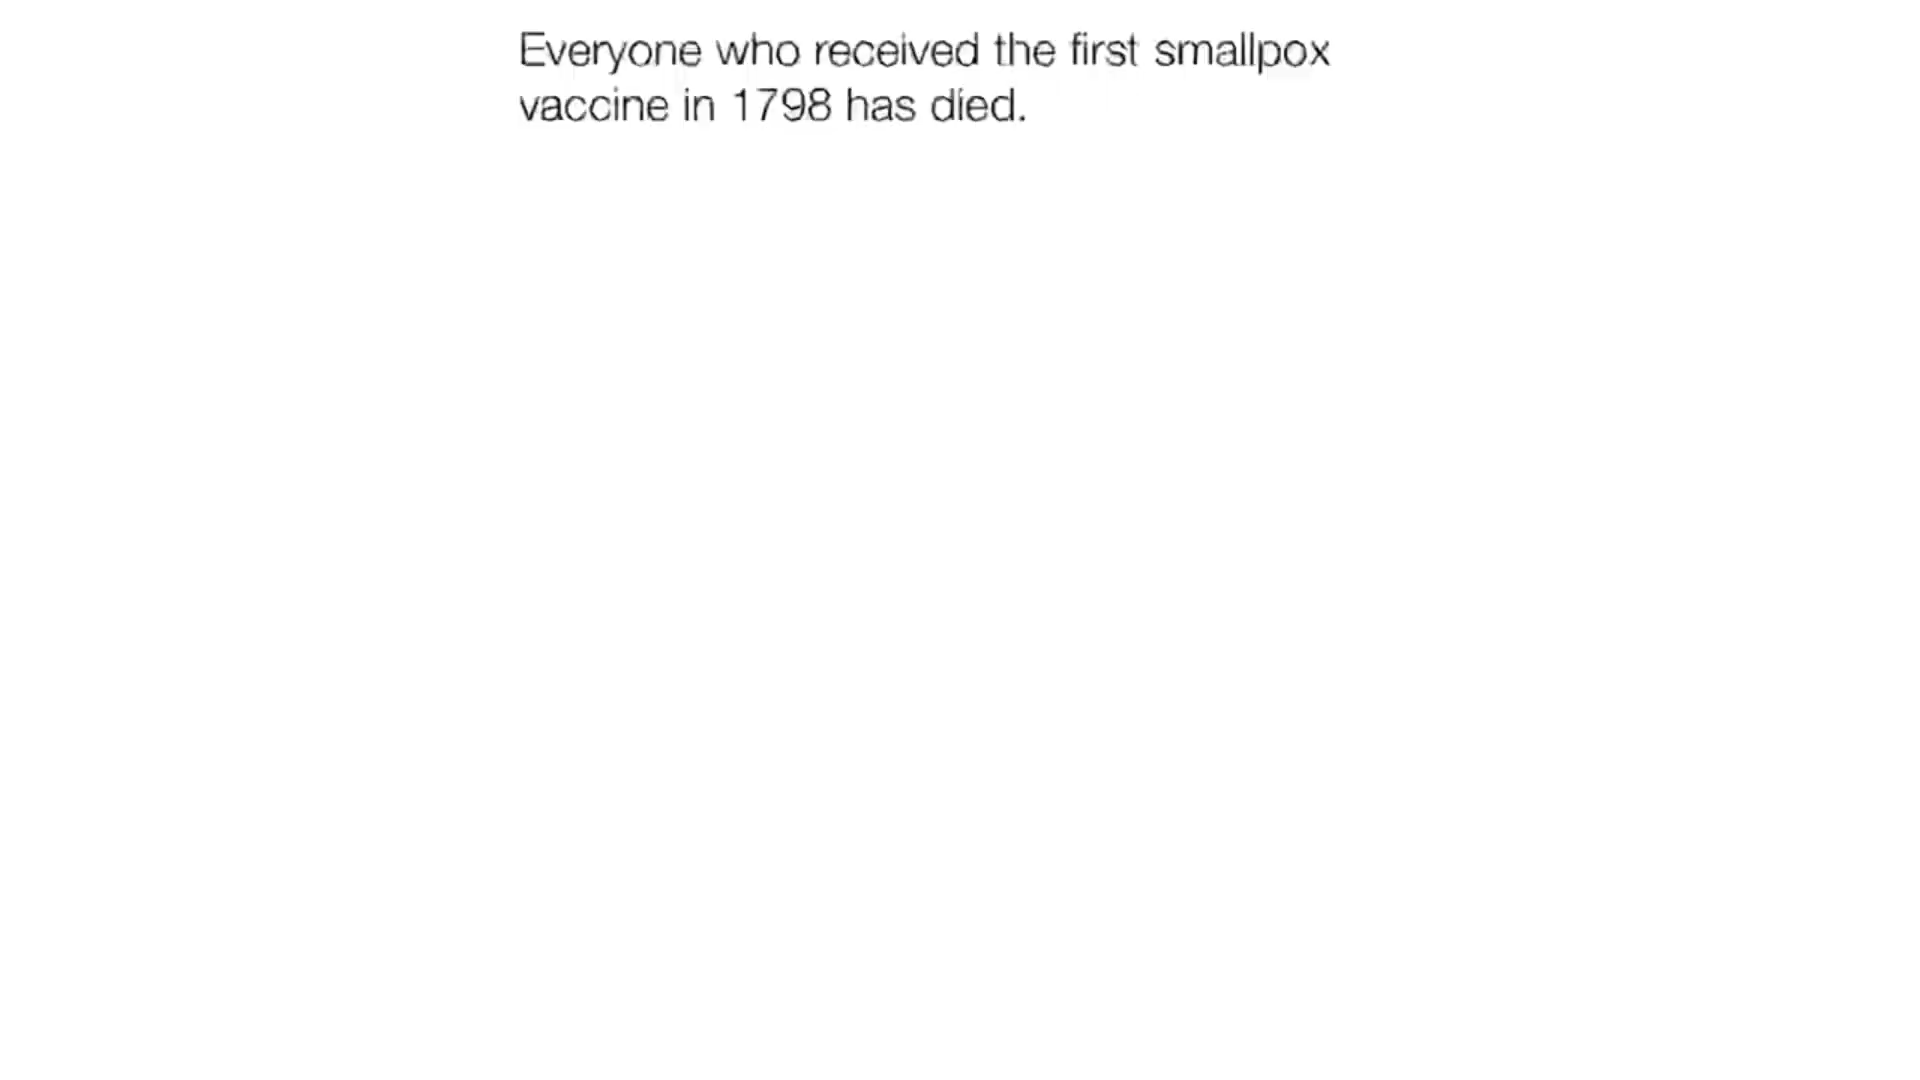 Everyone who received the first smallpox
vaccine in 1798 has died.